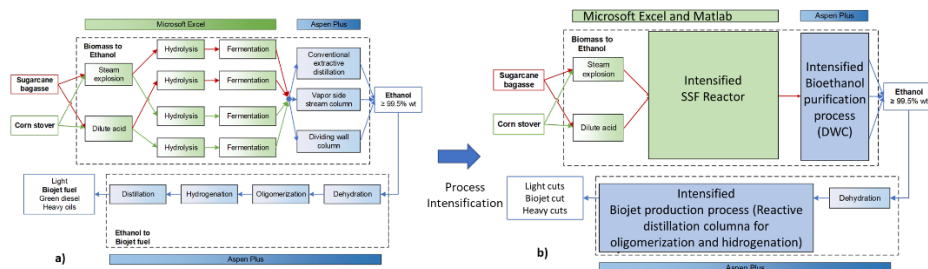 Microsoft Excel
Aspen Plus
Biomass to
Ethanol
Steam
explosion
Dilute acid
Sugarcane
bagasse
Corn stover
Hydrolysis
Fermentation
Hydrolysis
Fermentation
Hydrolysis
Fermentation
Hydrolysis
Fermentation
Conventional
extractive
distillation
Vapor side
stream column
Dividing wall
column
Ethanol
≥ 99.5% wt
Light
Biojet fuel
Green diesel
Heavy oils
Distillation
Hydrogenation
Oligomerization
Dehydration
Ethanol to
Biojet fuel
a)
Aspen Plus
Process
Intensification
Microsoft Excel and Matlab
Aspen Plus
Biomass to
Ethanol
Steam
explosion
Dilute acid
Sugarcane
bagasse
Corn stover
Intensified
SSF Reactor
Intensified
Bioethanol
purification
process
(DWC)
Ethanol
≥ 99.5% wt
Light cuts
Biojet cut
Heavy cuts
Intensified
Biojet production process (Reactive
distillation columna for
oligomerization and hidrogenation)
Dehydration
b)
Aspen Plus